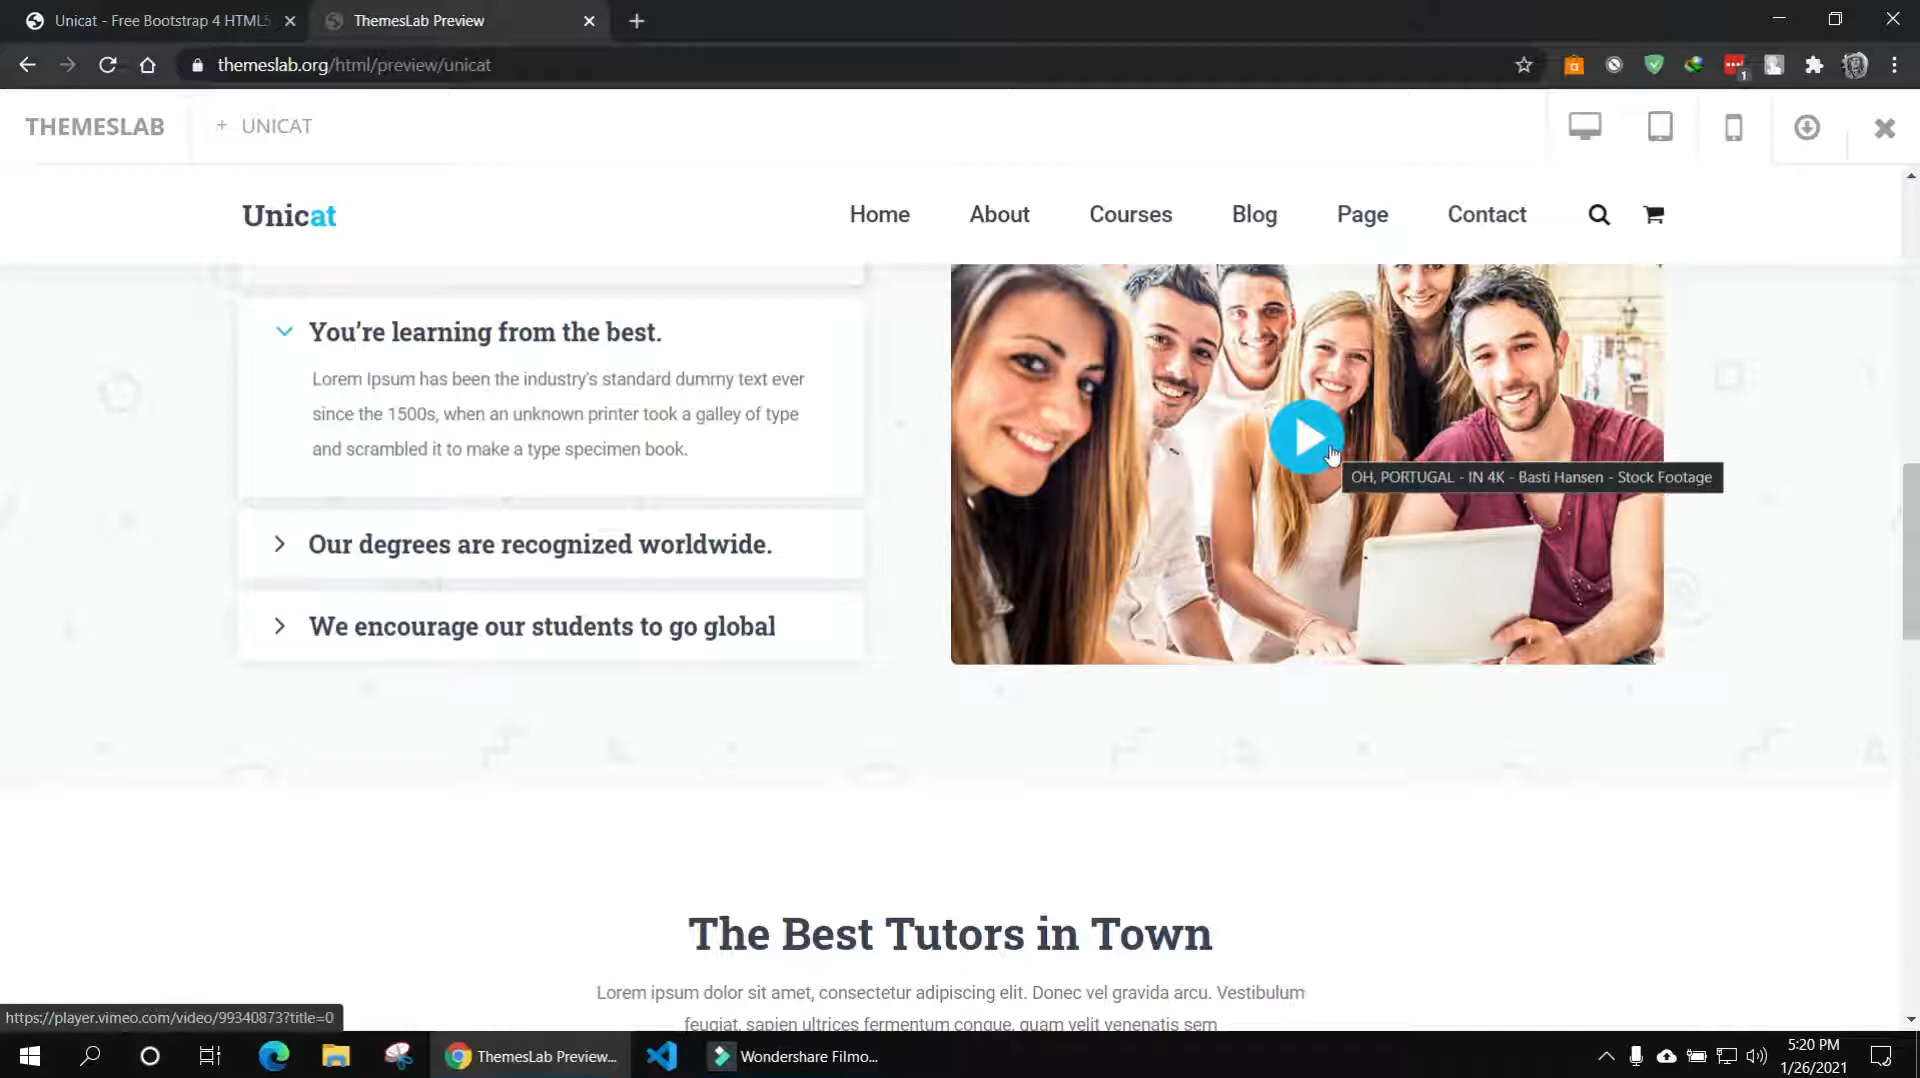 Unicat - Free Bootstrap 4 HTML5
ThemesLab Preview
themeslab.org/html/preview/unicat
1
THEMESLAB
+ UNICAT
Unicat
Home
About
Courses
Blog
Page
Contact
You’re learning from the best.
Lorem Ipsum has been the industry's standard dummy text ever
since the 1500s, when an unknown printer took a galley of type
and scrambled it to make a type specimen book.
OH, PORTUGAL - IN 4K - Basti Hansen - Stock Footage
Our degrees are recognized worldwide.
We encourage our students to go global
The Best Tutors in Town
Lorem ipsum dolor sit amet, consectetur adipiscing elit. Donec vel gravida arcu. Vestibulum
feugiat, sapien ultrices fermentum congue, quam velit venenatis sem
https://player.vimeo.com/video/99340873?title=0
ThemesLab Preview...
Wondershare Filmo...
5:20 PM
1/26/2021